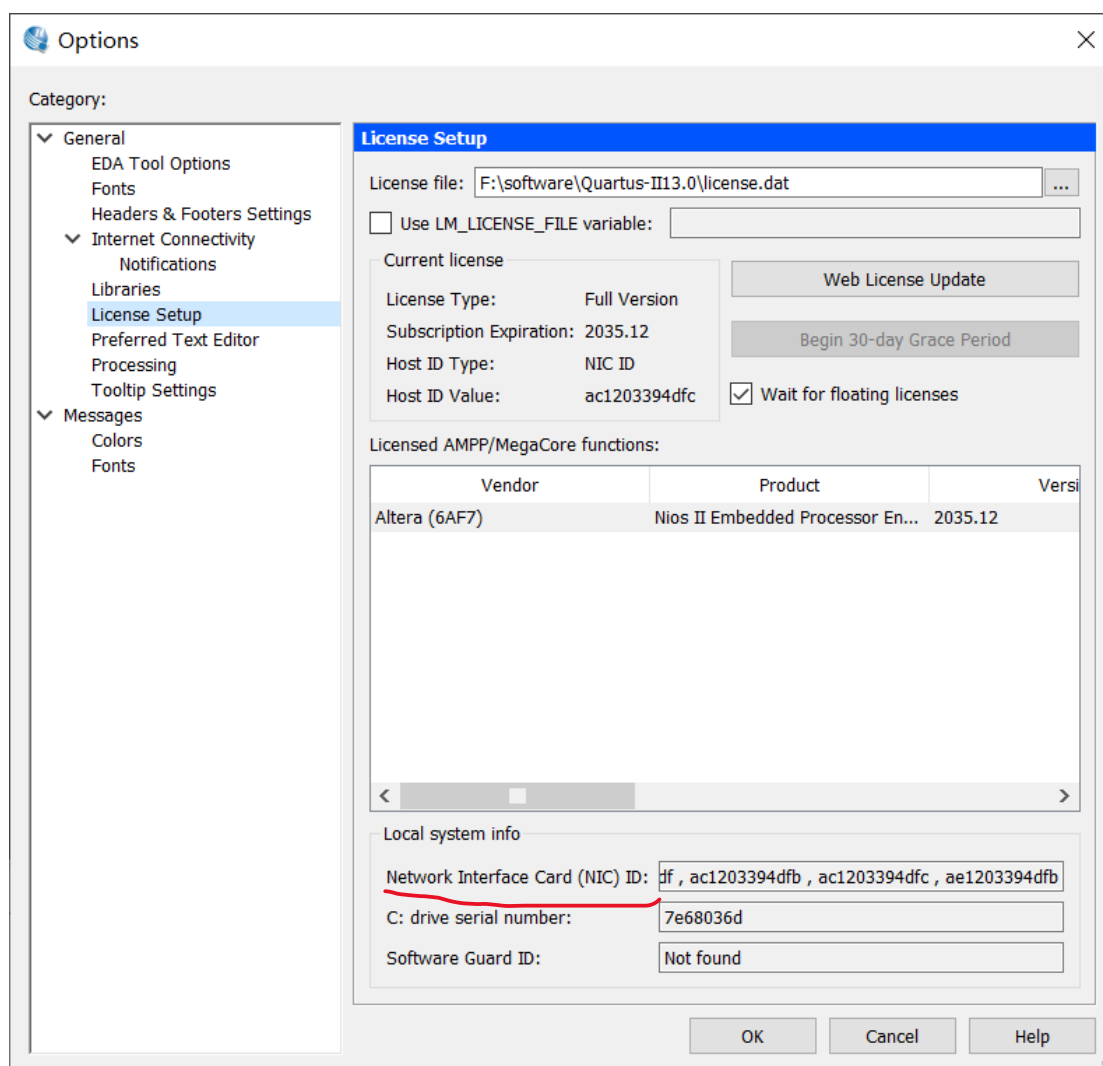 Options
Category:
General
EDA Tool Options
Fonts
Headers & Footers Settings
Internet Connectivity
Notifications
Libraries
License Setup
Preferred Text Editor
Processing
Tooltip Settings
Messages
Colors
Fonts
License Setup
License file: F:\software\Quartus-II13.0\license.dat ...
Use LM_LICENSE_FILE variable:
Current license
License Type: Full Version
Subscription Expiration: 2035.12
Host ID Type: NIC ID
Host ID Value: ac1203394dfc
Web License Update
Begin 30-day Grace Period
Wait for floating licenses
Licensed AMPP/MegaCore functions:
Vendor Product Versi
Altera (6AF7) Nios II Embedded Processor En... 2035.12
Local system info
Network Interface Card (NIC) ID: df , ac1203394dfb , ac1203394dfc , ae1203394dfb
C: drive serial number: 7e68036d
Software Guard ID: Not found
OK Cancel Help